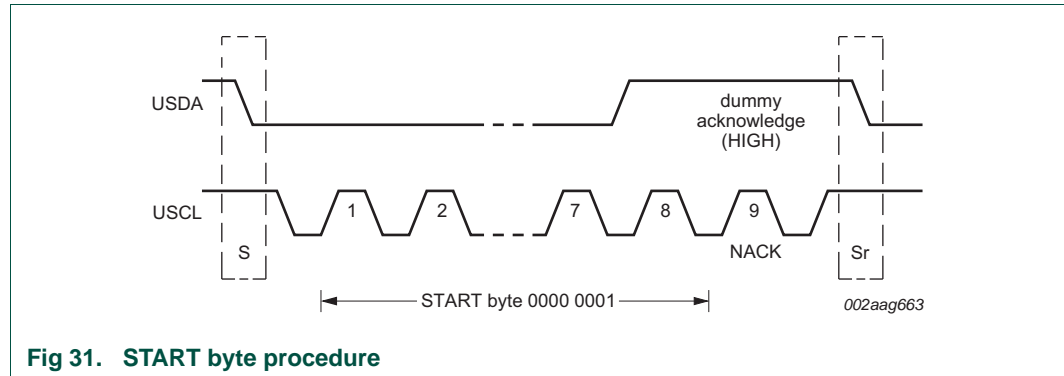 USDA
dummy
acknowledge
(HIGH)
USCL
1
2
7
8
9
S
NACK
Sr
START byte 0000 0001
002aag663
Fig 31. START byte procedure